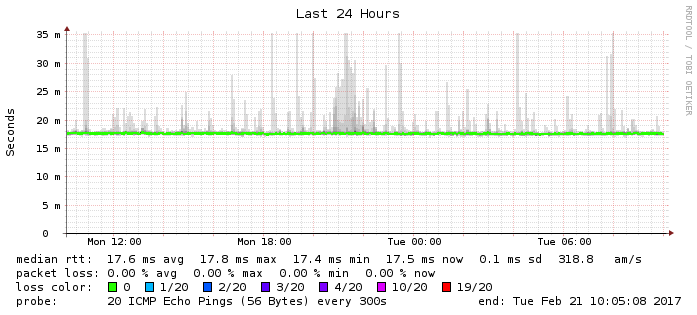 Last 24 Hours
RRDTOOL / TOBI OETIKER
Seconds
35 m
30 m
25 m
20 m
15 m
10 m
5 m
0
Mon 12:00 Mon 18:00 Tue 00:00 Tue 06:00
median rtt: 17.6 ms avg 17.8 ms max 17.4 ms min 17.5 ms now 0.1 ms sd 318.8 am/s
packet loss: 0.00 % avg 0.00 % max 0.00 % min 0.00 % now
loss color: 0 1/20 2/20 3/20 4/20 10/20 19/20
probe: 20 ICMP Echo Pings (56 Bytes) every 300s end: Tue Feb 21 10:05:08 2017